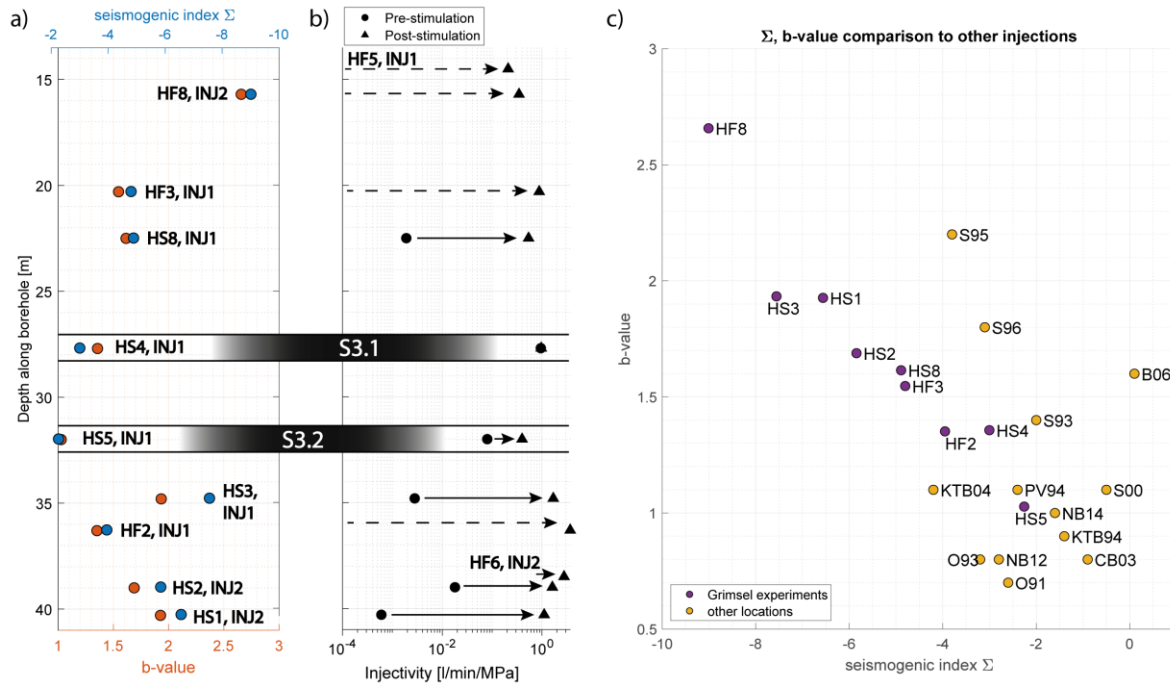 a)
seismogenic index Σ
-2 -4 -6 -8 -10
15
20
25
30
35
40
Depth along borehole [m]
HF8, INJ2
HF3, INJ1
HS8, INJ1
HS4, INJ1
S3.1
HS5, INJ1
S3.2
HS3,
INJ1
HF2, INJ1
HS2, INJ2
HS1, INJ2
1 1.5 2 2.5 3
b-value
b)
Pre-stimulation
Post-stimulation
HF5, INJ1
HF6, INJ2
10-4 10-2 100
Injectivity [l/min/MPa]
c)
Σ, b-value comparison to other injections
3
2.5
2
1.5
1
0.5
b-value
HF8
S95
HS3
HS1
S96
HS2
HS8
B06
HF3
S93
HF2
HS4
KTB04
PV94
S00
HS5
NB14
KTB94
O93
NB12
CB03
O91
Grimsel experiments
other locations
-10 -8 -6 -4 -2 0
seismogenic index Σ